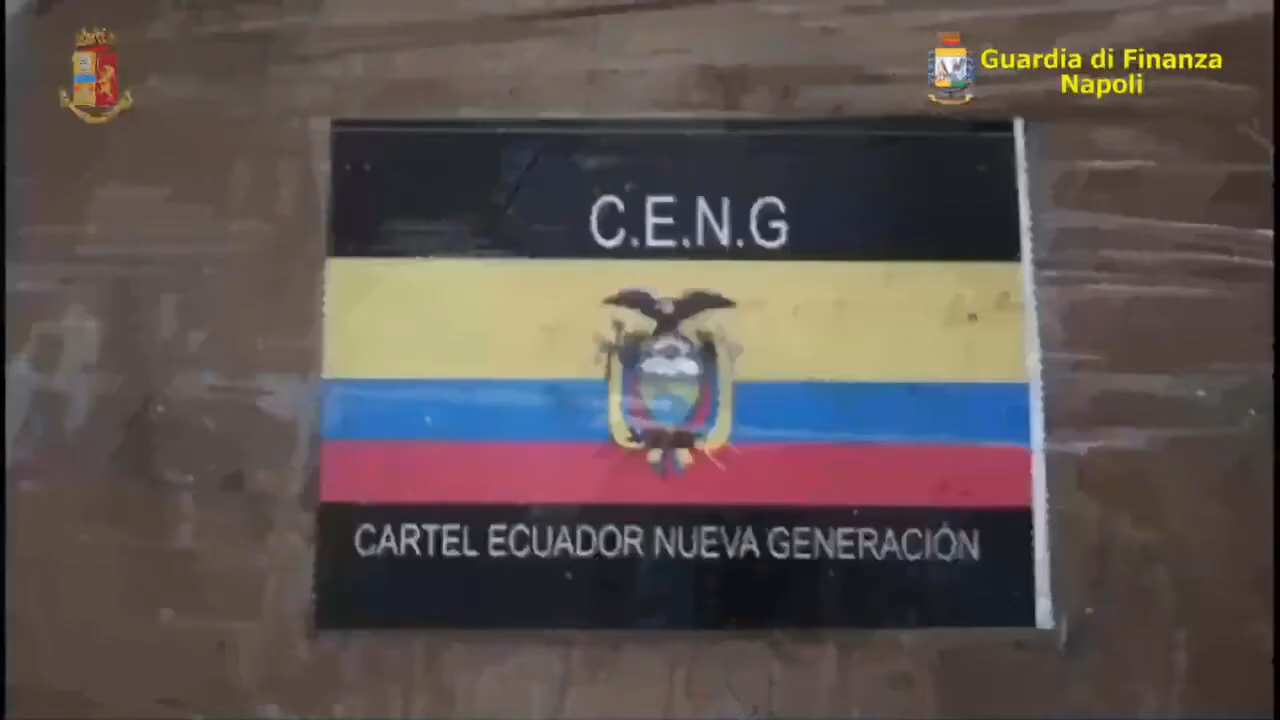 Guardia di Finanza
Napoli
C.E.N.G
CARTEL ECUADOR NUEVA GENERACIÓN